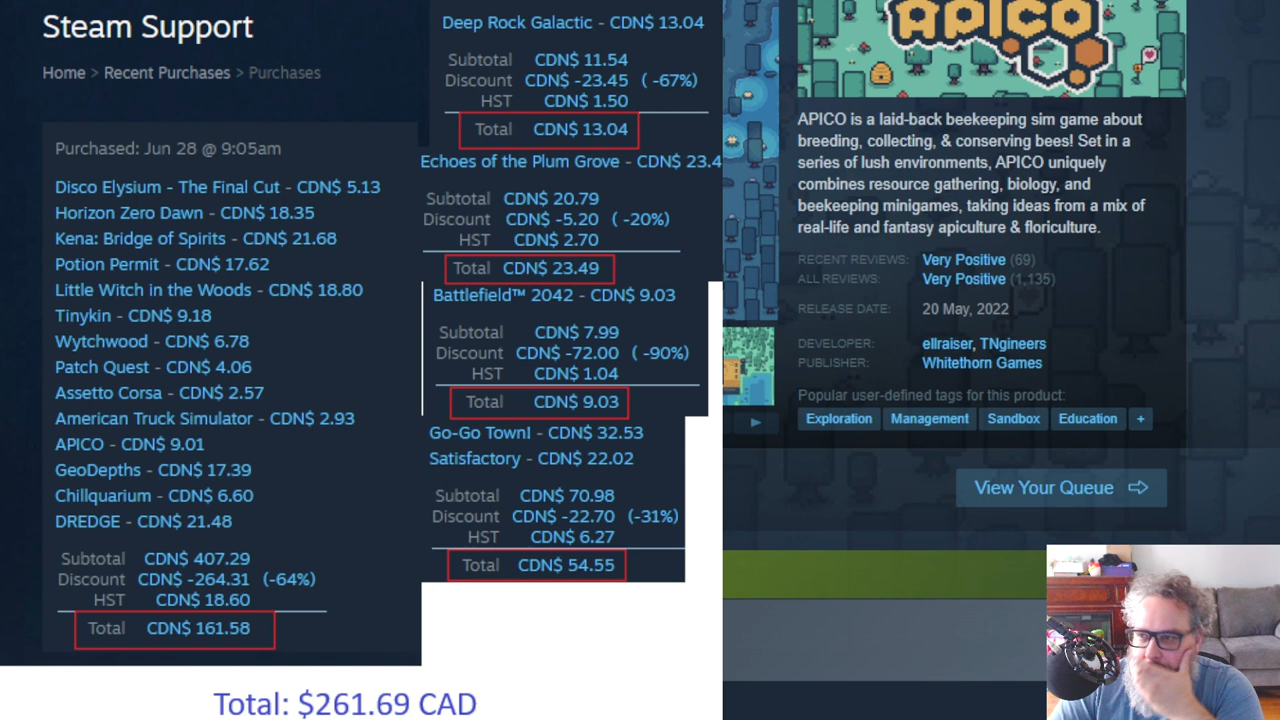 Steam Support
Home > Recent Purchases > Purchases
Purchased: Jun 28 @ 9:05am
Disco Elysium - The Final Cut - CDN$ 5.13
Horizon Zero Dawn - CDN$ 18.35
Kena: Bridge of Spirits - CDN$ 21.68
Potion Permit - CDN$ 17.62
Little Witch in the Woods - CDN$ 18.80
Tinykin - CDN$ 9.18
Wytchwood - CDN$ 6.78
Patch Quest - CDN$ 4.06
Assetto Corsa - CDN$ 2.57
American Truck Simulator - CDN$ 2.93
APICO - CDN$ 9.01
GeoDepths - CDN$ 17.39
Chillquarium - CDN$ 6.60
DREDGE - CDN$ 21.48
Subtotal CDN$ 407.29
Discount CDN$ -264.31 (-64%)
HST CDN$ 18.60
Total CDN$ 161.58
Deep Rock Galactic - CDN$ 13.04
Subtotal CDN$ 11.54
Discount CDN$ -23.45 ( -67%)
HST CDN$ 1.50
Total CDN$ 13.04
Echoes of the Plum Grove - CDN$ 23.4
Subtotal CDN$ 20.79
Discount CDN$ -5.20 ( -20%)
HST CDN$ 2.70
Total CDN$ 23.49
Battlefield™ 2042 - CDN$ 9.03
Subtotal CDN$ 7.99
Discount CDN$ -72.00 ( -90%)
HST CDN$ 1.04
Total CDN$ 9.03
Go-Go Town! - CDN$ 32.53
Satisfactory - CDN$ 22.02
Subtotal CDN$ 70.98
Discount CDN$ -22.70 (-31%)
HST CDN$ 6.27
Total CDN$ 54.55
Total: $261.69 CAD
APICO
APICO is a laid-back beekeeping sim game about
breeding, collecting, & conserving bees! Set in a
series of lush environments, APICO uniquely
combines resource gathering, biology, and
beekeeping minigames, taking ideas from a mix of
real-life and fantasy apiculture & floriculture.
RECENT REVIEWS: Very Positive (69)
ALL REVIEWS: Very Positive (1,135)
RELEASE DATE: 20 May, 2022
DEVELOPER: ellraiser, TNgineers
PUBLISHER: Whitethorn Games
Popular user-defined tags for this product:
Exploration Management Sandbox Education +
View Your Queue